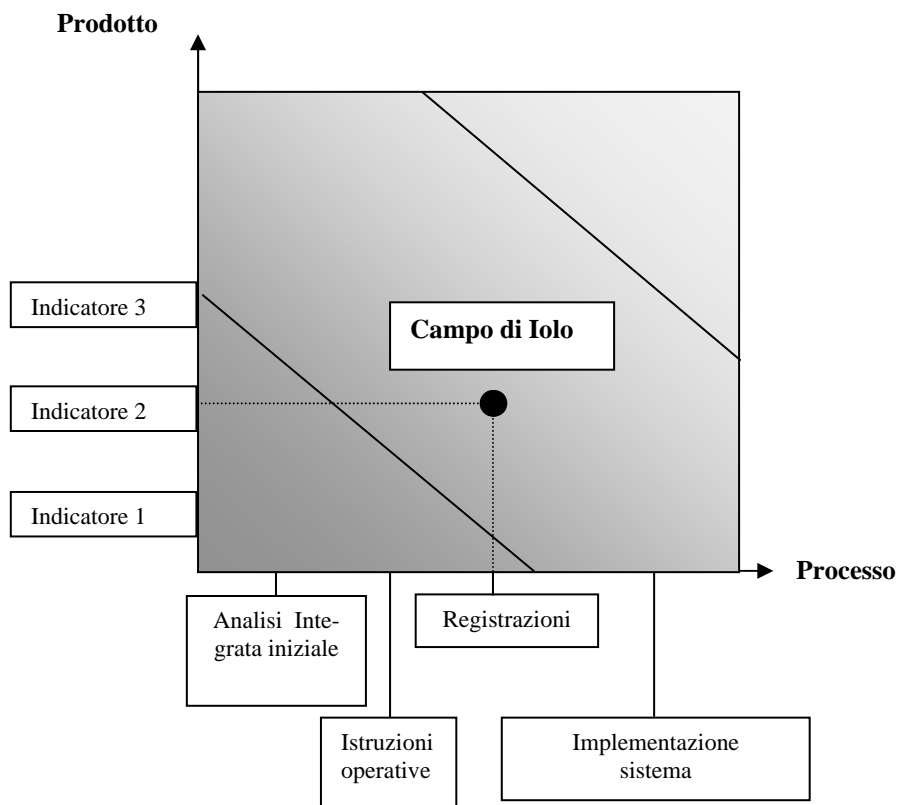 Prodotto
Indicatore 3
Campo di Iolo
Indicatore 2
Indicatore 1
Processo
Analisi Inte-
grata iniziale
Registrazioni
Istruzioni
operative
Implementazione
sistema